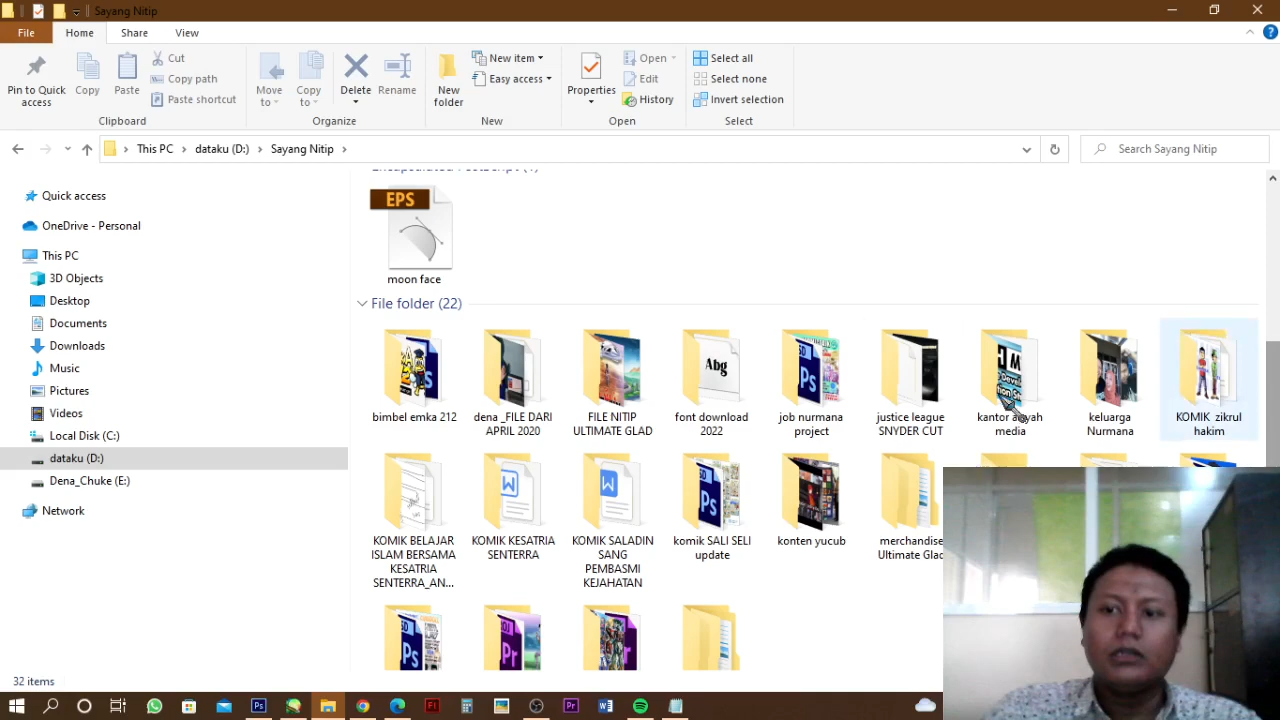 Sayang Nitip
File Home Share View
Pin to Quick access
Copy
Paste
Cut
Copy path
Paste shortcut
Clipboard
Move to
Copy to
Delete
Rename
Organize
New folder
New item
Easy access
New
Properties
Open
Edit
History
Open
Select all
Select none
Invert selection
Select
This PC > dataku (D:) > Sayang Nitip >
Search Sayang Nitip
Quick access
OneDrive - Personal
This PC
3D Objects
Desktop
Documents
Downloads
Music
Pictures
Videos
Local Disk (C:)
dataku (D:)
Dena_Chuke (E:)
Network
EPS
moon face
File folder (22)
bimbel emka 212
dena _FILE DARI
APRIL 2020
FILE NITIP
ULTIMATE GLAD
Abg
font download
2022
job nurmana
project
justice league
SNYDER CUT
media
keluarga
Nurmana
KOMIK zikrul
hakim
KOMIK BELAJAR
ISLAM BERSAMA
KESATRIA
SENTERRA_AN...
KOMIK KESATRIA
SENTERRA
KOMIK SALADIN
SANG
PEMBASMI
KEJAHATAN
komik SALI SELI
update
konten yucub
merchandise
Ultimate Glad
32 items